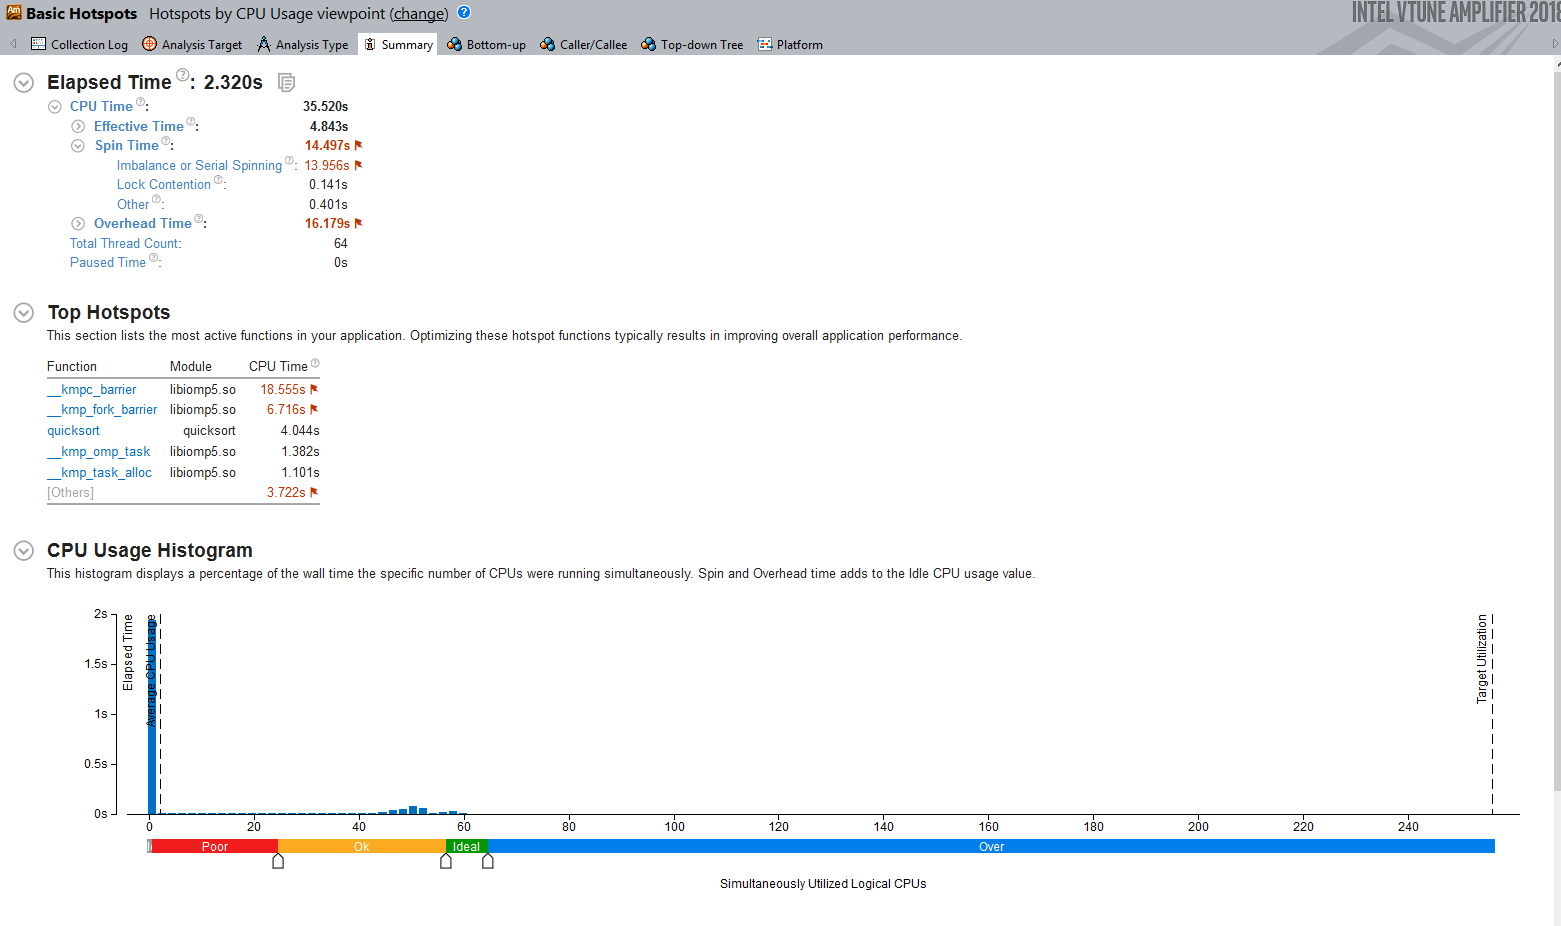 Basic Hotspots Hotspots by CPU Usage viewpoint (change) ?
INTEL VTUNE AMPLIFIER 2018
Collection Log Analysis Target Analysis Type Summary Bottom-up Caller/Callee Top-down Tree Platform
Elapsed Time ?: 2.320s
CPU Time ?: 35.520s
Effective Time ?: 4.843s
Spin Time ?: 14.497s
Imbalance or Serial Spinning ?: 13.956s
Lock Contention ?: 0.141s
Other ?: 0.401s
Overhead Time ?: 16.179s
Total Thread Count: 64
Paused Time ?: 0s
Top Hotspots
This section lists the most active functions in your application. Optimizing these hotspot functions typically results in improving overall application performance.
Function Module CPU Time ?
__kmpc_barrier libiomp5.so 18.555s
__kmp_fork_barrier libiomp5.so 6.716s
quicksort quicksort 4.044s
__kmp_omp_task libiomp5.so 1.382s
__kmp_task_alloc libiomp5.so 1.101s
[Others] 3.722s
CPU Usage Histogram
This histogram displays a percentage of the wall time the specific number of CPUs were running simultaneously. Spin and Overhead time adds to the Idle CPU usage value.
2s
1.5s
1s
0.5s
0s
Elapsed Time
Average CPU Usage
Target Utilization
0 20 40 60 80 100 120 140 160 180 200 220 240
Poor Ok Ideal Over
Simultaneously Utilized Logical CPUs